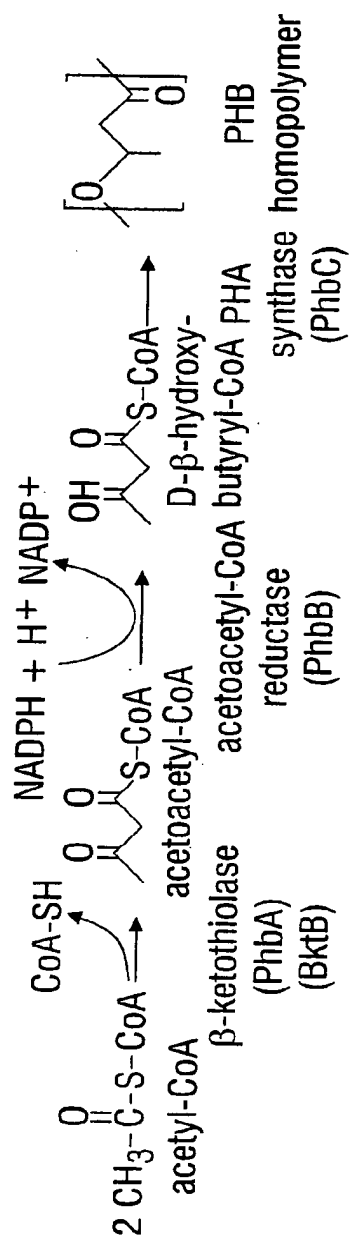 CoA-SH
NADPH + H+ NADP+
O
2 CH3-C-S-CoA
acetyl-CoA
O O
S-CoA
acetoacetyl-CoA
OH O
S-CoA
D-β-hydroxy-
butyryl-CoA
O
O
β-ketothiolase
(PhbA)
(BktB)
acetoacetyl-CoA
reductase
(PhbB)
PHA
synthase
(PhbC)
PHB
homopolymer